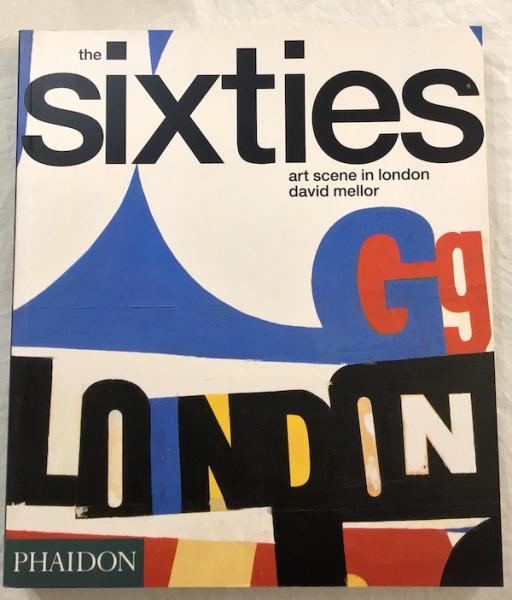 the
sixties
art scene in london
david mellor
Gg
LONDON
PHAIDON